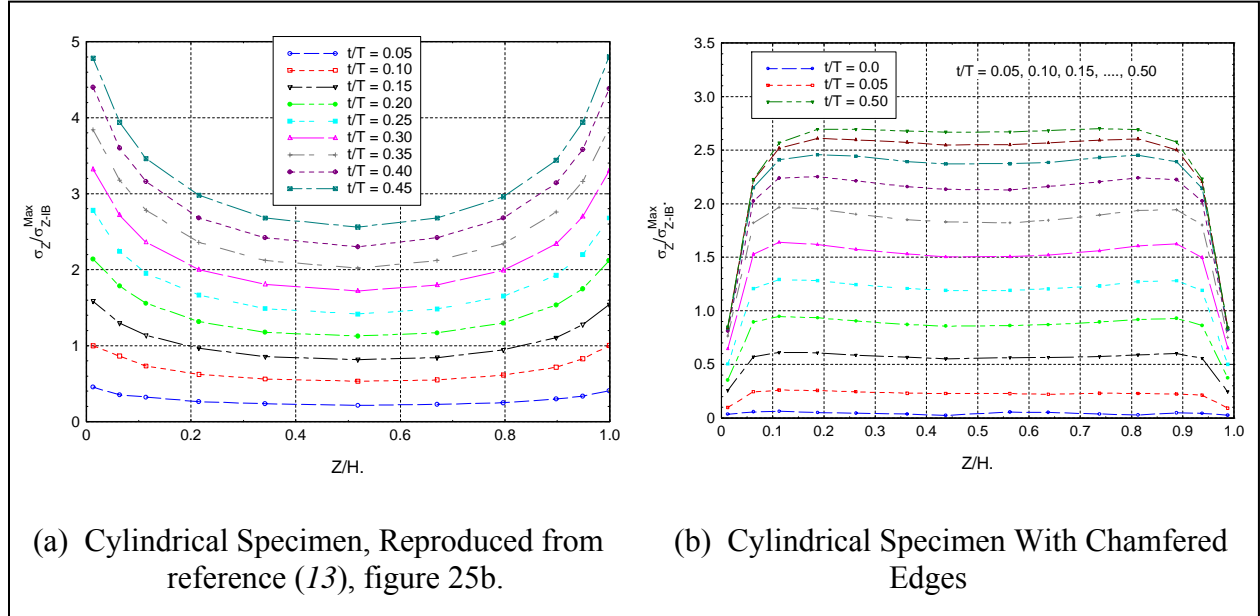 5
4
3
2
1
0
σZ/σZ-IB Max
t/T = 0.05
t/T = 0.10
t/T = 0.15
t/T = 0.20
t/T = 0.25
t/T = 0.30
t/T = 0.35
t/T = 0.40
t/T = 0.45
0 0.2 0.4 0.6 0.8 1.0
Z/H.
(a) Cylindrical Specimen, Reproduced from
reference (13), figure 25b.
3.5
3.0
2.5
2.0
1.5
1.0
0.5
0
σZ/σZ-IB. Max
t/T = 0.0
t/T = 0.05
t/T = 0.50
t/T = 0.05, 0.10, 0.15, ...., 0.50
0 0.1 0.2 0.3 0.4 0.5 0.6 0.7 0.8 0.9 1.0
Z/H.
(b) Cylindrical Specimen With Chamfered
Edges